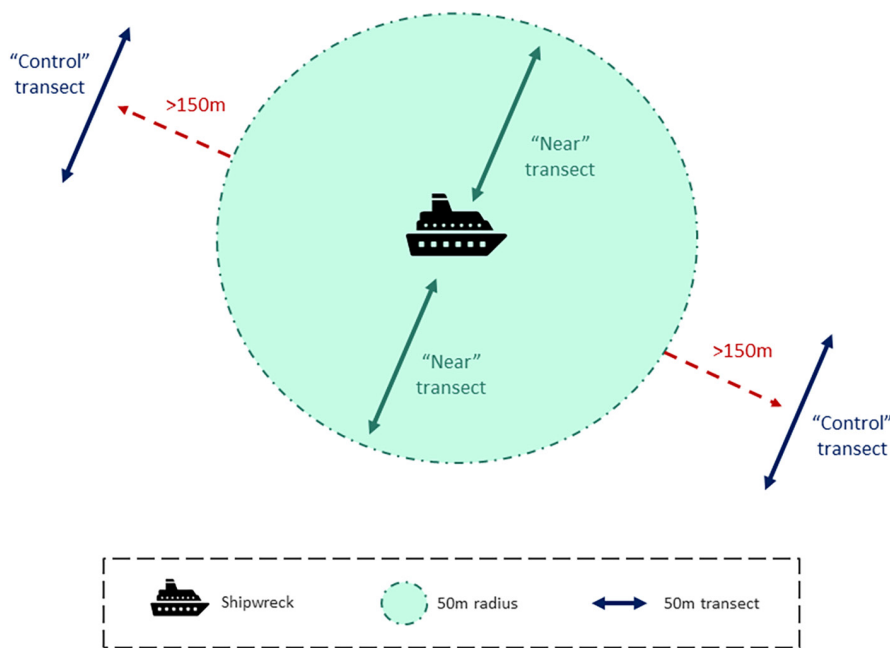 “Control”
transect
>150m
“Near”
transect
“Near”
transect
>150m
“Control”
transect
Shipwreck
50m radius
50m transect